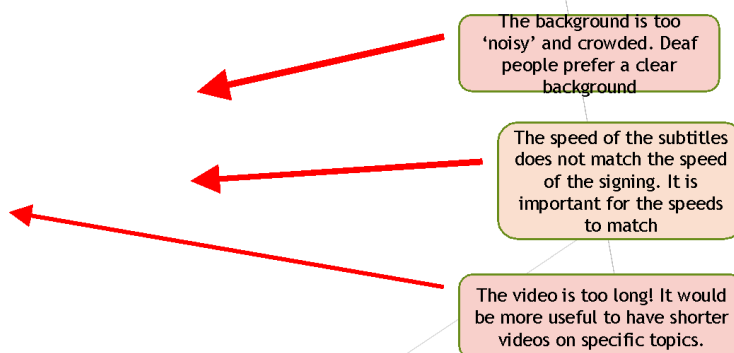 The background is too
‘noisy’ and crowded. Deaf
people prefer a clear
background
The speed of the subtitles
does not match the speed
of the signing. It is
important for the speeds
to match
The video is too long! It would
be more useful to have shorter
videos on specific topics.